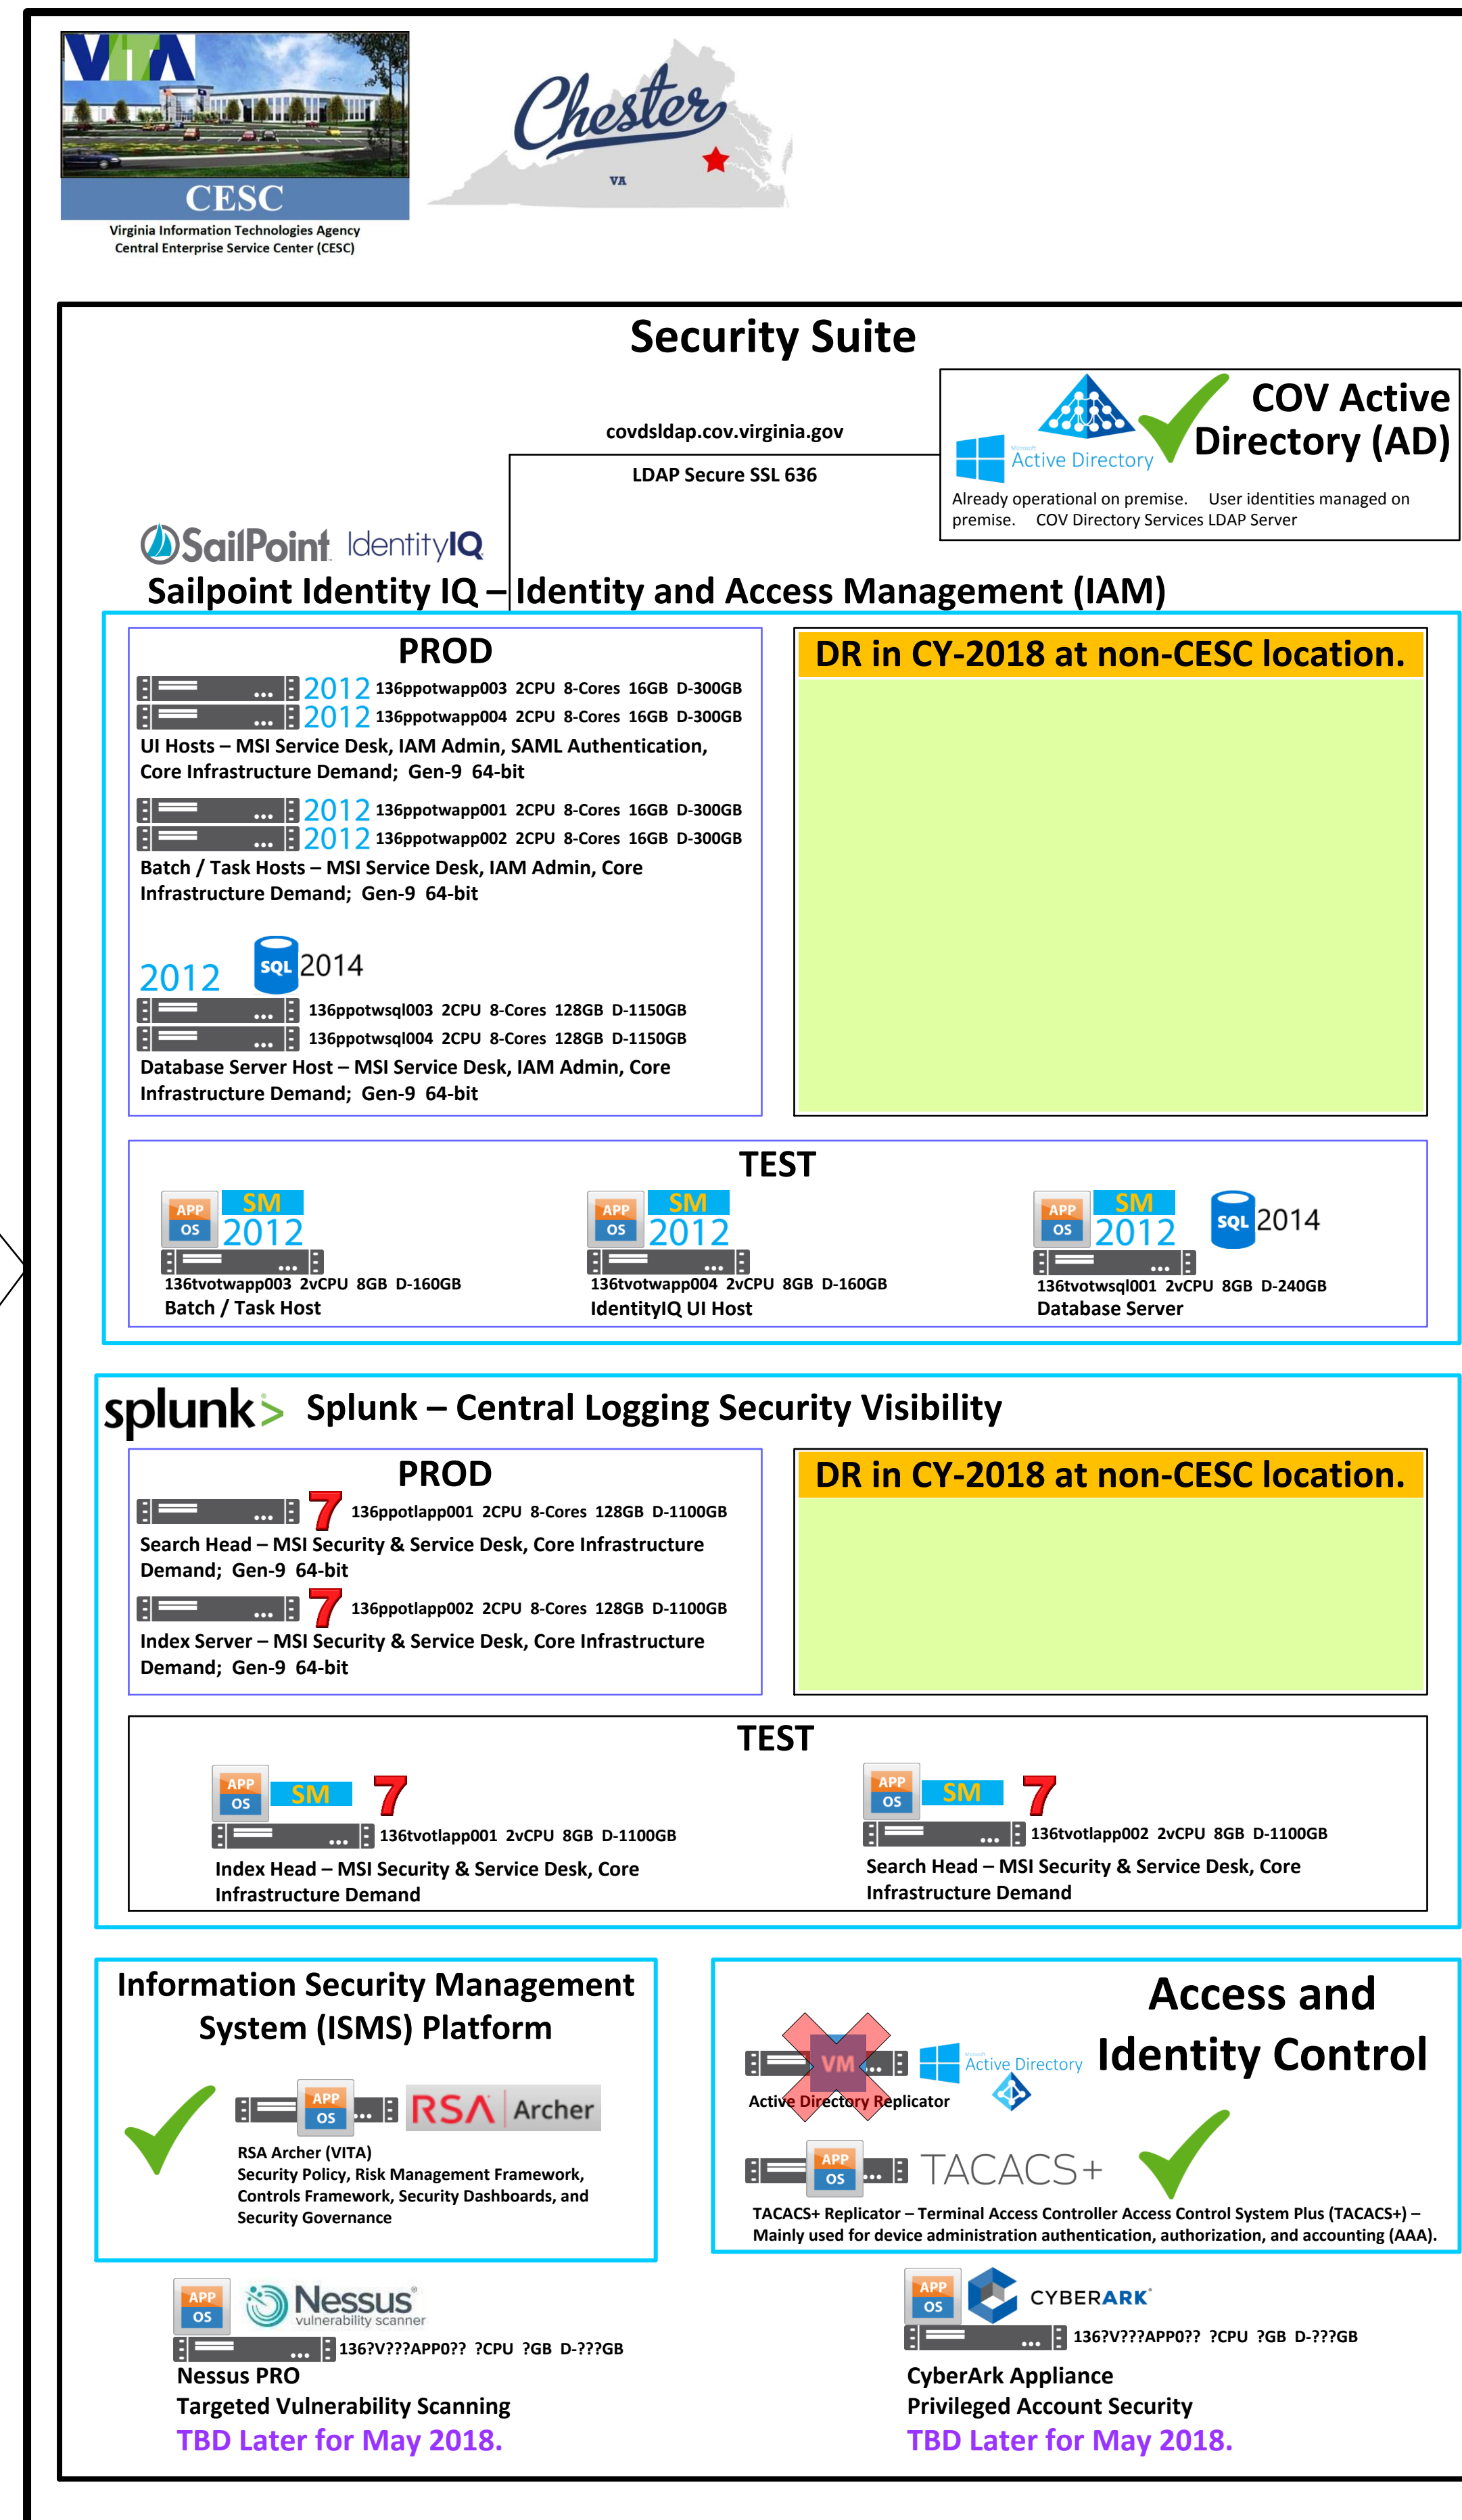 VITA
CESC
Virginia Information Technologies Agency
Central Enterprise Service Center (CESC)
Chester
VA
Security Suite
covdsldap.cov.virginia.gov
LDAP Secure SSL 636
Microsoft
Active Directory
COV Active
Directory (AD)
Already operational on premise.    User identities managed on
premise.    COV Directory Services LDAP Server
SailPoint IdentityIQ
Sailpoint Identity IQ – Identity and Access Management (IAM)
PROD
2012 136ppotwapp003  2CPU  8-Cores  16GB  D-300GB
2012 136ppotwapp004  2CPU  8-Cores  16GB  D-300GB
UI Hosts – MSI Service Desk, IAM Admin, SAML Authentication,
Core Infrastructure Demand;  Gen-9  64-bit
2012 136ppotwapp001  2CPU  8-Cores  16GB  D-300GB
2012 136ppotwapp002  2CPU  8-Cores  16GB  D-300GB
Batch / Task Hosts – MSI Service Desk, IAM Admin, Core
Infrastructure Demand;  Gen-9  64-bit
2012 SQL 2014
136ppotwsql003  2CPU  8-Cores  128GB  D-1150GB
136ppotwsql004  2CPU  8-Cores  128GB  D-1150GB
Database Server Host – MSI Service Desk, IAM Admin, Core
Infrastructure Demand;  Gen-9  64-bit
DR in CY-2018 at non-CESC location.
TEST
APP
OS
SM
2012
136tvotwapp003  2vCPU  8GB  D-160GB
Batch / Task Host
APP
OS
SM
2012
136tvotwapp004  2vCPU  8GB  D-160GB
IdentityIQ UI Host
APP
OS
SM
2012
SQL 2014
136tvotwsql001  2vCPU  8GB  D-240GB
Database Server
splunk> Splunk – Central Logging Security Visibility
PROD
7 136ppotlapp001  2CPU  8-Cores  128GB  D-1100GB
Search Head – MSI Security & Service Desk, Core Infrastructure
Demand;  Gen-9  64-bit
7 136ppotlapp002  2CPU  8-Cores  128GB  D-1100GB
Index Server – MSI Security & Service Desk, Core Infrastructure
Demand;  Gen-9  64-bit
DR in CY-2018 at non-CESC location.
TEST
APP
OS
SM 7
136tvotlapp001  2vCPU  8GB  D-1100GB
Index Head – MSI Security & Service Desk, Core
Infrastructure Demand
APP
OS
SM 7
136tvotlapp002  2vCPU  8GB  D-1100GB
Search Head – MSI Security & Service Desk, Core
Infrastructure Demand
Information Security Management
System (ISMS) Platform
APP
OS
RSA Archer
RSA Archer (VITA)
Security Policy, Risk Management Framework,
Controls Framework, Security Dashboards, and
Security Governance
Access and
Identity Control
VM
Microsoft
Active Directory
Active Directory Replicator
APP
OS
TACACS+
TACACS+ Replicator – Terminal Access Controller Access Control System Plus (TACACS+) –
Mainly used for device administration authentication, authorization, and accounting (AAA).
APP
OS
Nessus®
vulnerability scanner
136?V???APP0??  ?CPU  ?GB  D-???GB
Nessus PRO
Targeted Vulnerability Scanning
TBD Later for May 2018.
APP
OS
CYBERARK®
136?V???APP0??  ?CPU  ?GB  D-???GB
CyberArk Appliance
Privileged Account Security
TBD Later for May 2018.